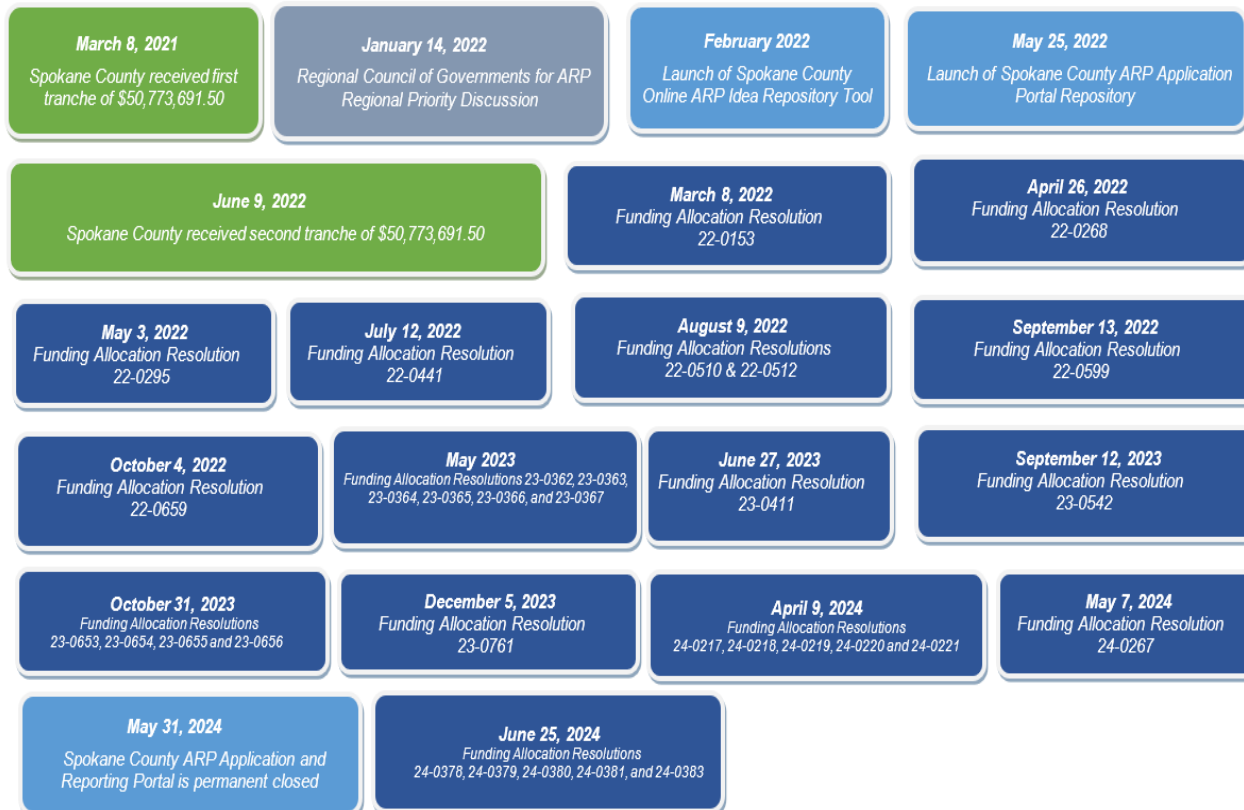 March 8, 2021
Spokane County received first
tranche of $50,773,691.50
January 14, 2022
Regional Council of Governments for ARP
Regional Priority Discussion
February 2022
Launch of Spokane County
Online ARP Idea Repository Tool
May 25, 2022
Launch of Spokane County ARP Application
Portal Repository
June 9, 2022
Spokane County received second tranche of $50,773,691.50
March 8, 2022
Funding Allocation Resolution
22-0153
April 26, 2022
Funding Allocation Resolution
22-0268
May 3, 2022
Funding Allocation Resolution
22-0295
July 12, 2022
Funding Allocation Resolution
22-0441
August 9, 2022
Funding Allocation Resolutions
22-0510 & 22-0512
September 13, 2022
Funding Allocation Resolution
22-0599
October 4, 2022
Funding Allocation Resolution
22-0659
May 2023
Funding Allocation Resolutions 23-0362, 23-0363,
23-0364, 23-0365, 23-0366, and 23-0367
June 27, 2023
Funding Allocation Resolution
23-0411
September 12, 2023
Funding Allocation Resolution
23-0542
October 31, 2023
Funding Allocation Resolutions
23-0653, 23-0654, 23-0655 and 23-0656
December 5, 2023
Funding Allocation Resolution
23-0761
April 9, 2024
Funding Allocation Resolutions
24-0217, 24-0218, 24-0219, 24-0220 and 24-0221
May 7, 2024
Funding Allocation Resolution
24-0267
May 31, 2024
Spokane County ARP Application and
Reporting Portal is permanent closed
June 25, 2024
Funding Allocation Resolutions
24-0378, 24-0379, 24-0380, 24-0381, and 24-0383